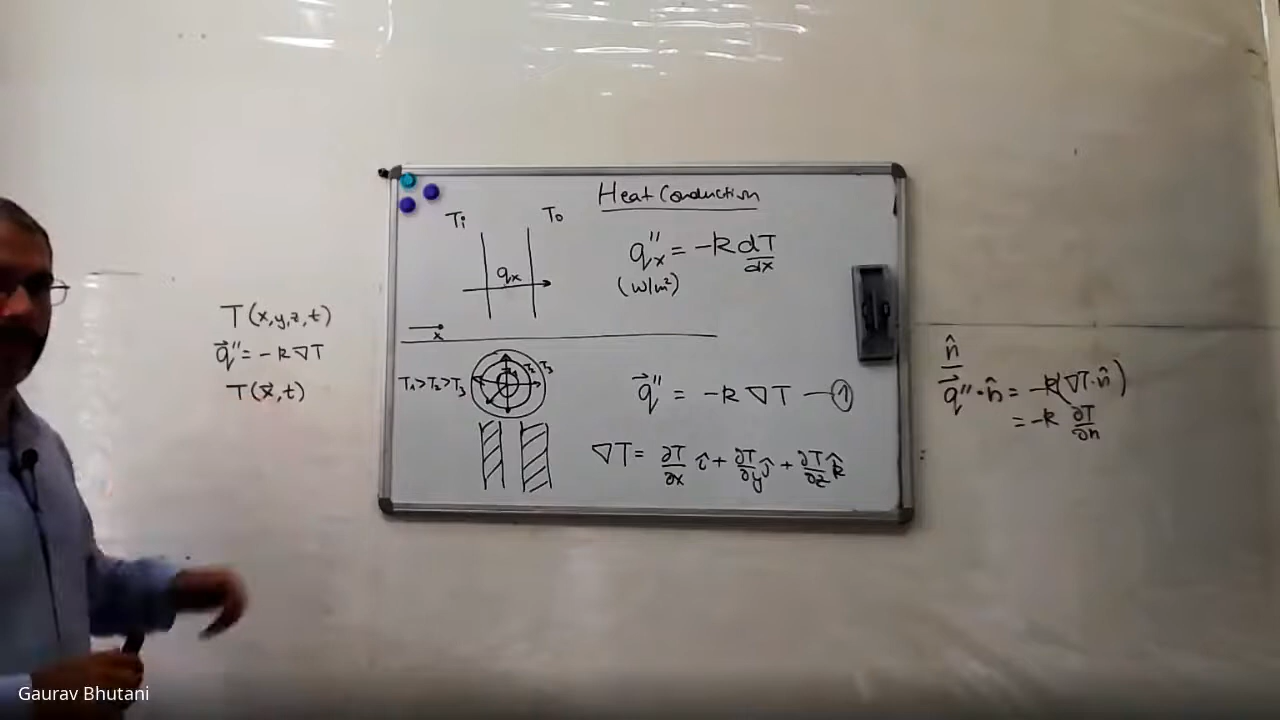 Heat Conduction
Ti
To
qx
x
q''x = -k dT/dx
(W/m²)
T1 > T2 > T3
T2
T3
q⃗'' = -k ∇T — ①
∇T = ∂T/∂x î + ∂T/∂y ĵ + ∂T/∂z k̂
T(x,y,z,t)
q⃗'' = -k∇T
T(x⃗,t)
n̂
q⃗''·n̂ = -k(∇T·n̂)
= -k ∂T/∂n
Gaurav Bhutani